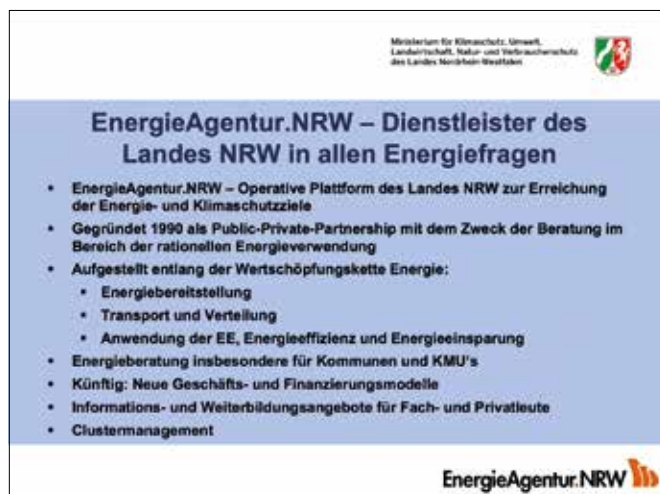 Ministerium für Klimaschutz, Umwelt,
Landwirtschaft, Natur- und Verbraucherschutz
des Landes Nordrhein-Westfalen
EnergieAgentur.NRW – Dienstleister des
Landes NRW in allen Energiefragen
• EnergieAgentur.NRW – Operative Plattform des Landes NRW zur Erreichung
der Energie- und Klimaschutzziele
• Gegründet 1990 als Public-Private-Partnership mit dem Zweck der Beratung im
Bereich der rationellen Energieverwendung
• Aufgestellt entlang der Wertschöpfungskette Energie:
• Energiebereitstellung
• Transport und Verteilung
• Anwendung der EE, Energieeffizienz und Energieeinsparung
• Energieberatung insbesondere für Kommunen und KMU's
• Künftig: Neue Geschäfts- und Finanzierungsmodelle
• Informations- und Weiterbildungsangebote für Fach- und Privatleute
• Clustermanagement
EnergieAgentur.NRW